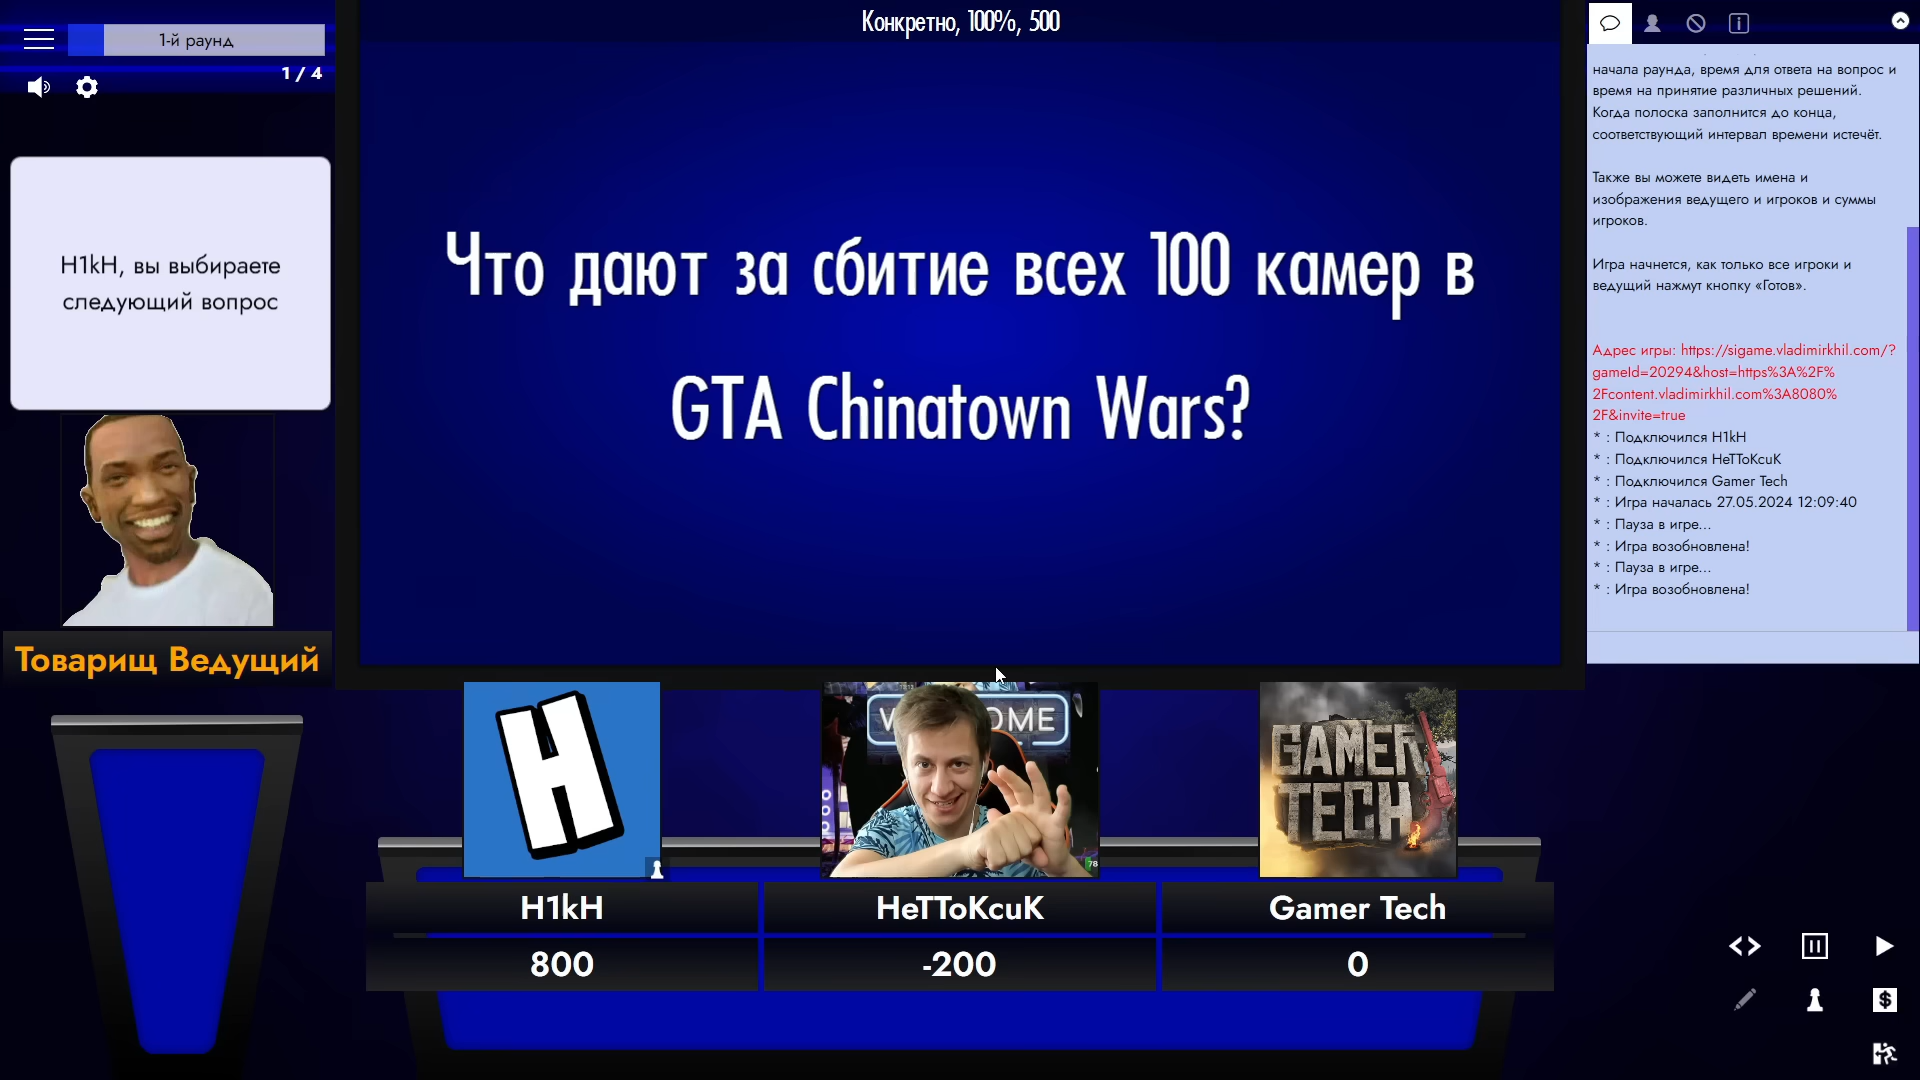 Конкретно, 100%, 500
1-й раунд
1 / 4
H1kH, вы выбираете
следующий вопрос
Товарищ Ведущий
Что дают за сбитие всех 100 камер в
GTA Chinatown Wars?
начала раунда, время для ответа на вопрос и
время на принятие различных решений.
Когда полоска заполнится до конца,
соответствующий интервал времени истечёт.
Также вы можете видеть имена и
изображения ведущего и игроков и суммы
игроков.
Игра начнется, как только все игроки и
ведущий нажмут кнопку «Готов».
Адрес игры: https://sigame.vladimirkhil.com/?
gameId=20294&host=https%3A%2F%
2Fcontent.vladimirkhil.com%3A8080%
2F&invite=true
* : Подключился H1kH
* : Подключился HeTToKcuK
* : Подключился Gamer Tech
* : Игра началась 27.05.2024 12:09:40
* : Пауза в игре...
* : Игра возобновлена!
* : Пауза в игре...
* : Игра возобновлена!
H
GAMER
TECH
78
H1kH
HeTToKcuK
Gamer Tech
800
-200
0